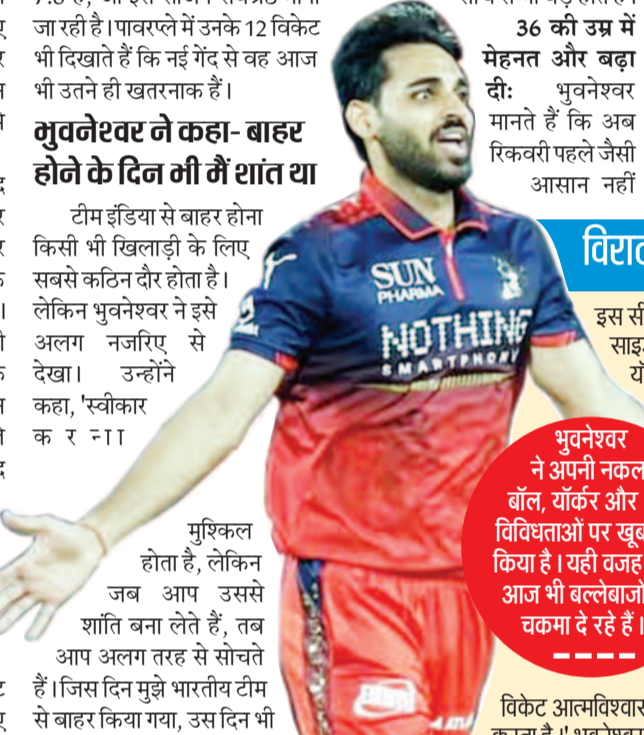 जा रही है। पावरप्ले में उनके 12 विकेट
भी दिखाते हैं कि नई गेंद से वह आज
भी उतने ही खतरनाक हैं।
भुवनेश्वर ने कहा- बाहर
होने के दिन भी मैं शांत था
टीम इंडिया से बाहर होना
किसी भी खिलाड़ी के लिए
सबसे कठिन दौर होता है।
लेकिन भुवनेश्वर ने इसे
अलग नजरिए से
देखा। उन्होंने
कहा, 'स्वीकार
करना
मुश्किल
होता है, लेकिन
जब आप उससे
शांति बना लेते हैं, तब
आप अलग तरह से सोचते
हैं। जिस दिन मुझे भारतीय टीम
से बाहर किया गया, उस दिन भी
SUN
PHARMA
NOTHING
SMARTPHON
36 की उम्र में
मेहनत और बढ़ा
दी: भुवनेश्वर
मानते हैं कि अब
रिकवरी पहले जैसी
आसान नहीं
इस सी
भुवनेश्वर
ने अपनी नकल
बॉल, यॉर्कर और
विविधताओं पर खूब
किया है। यही वजह
आज भी बल्लेबाजों
चकमा दे रहे हैं।
विकेट आत्मविश्वास